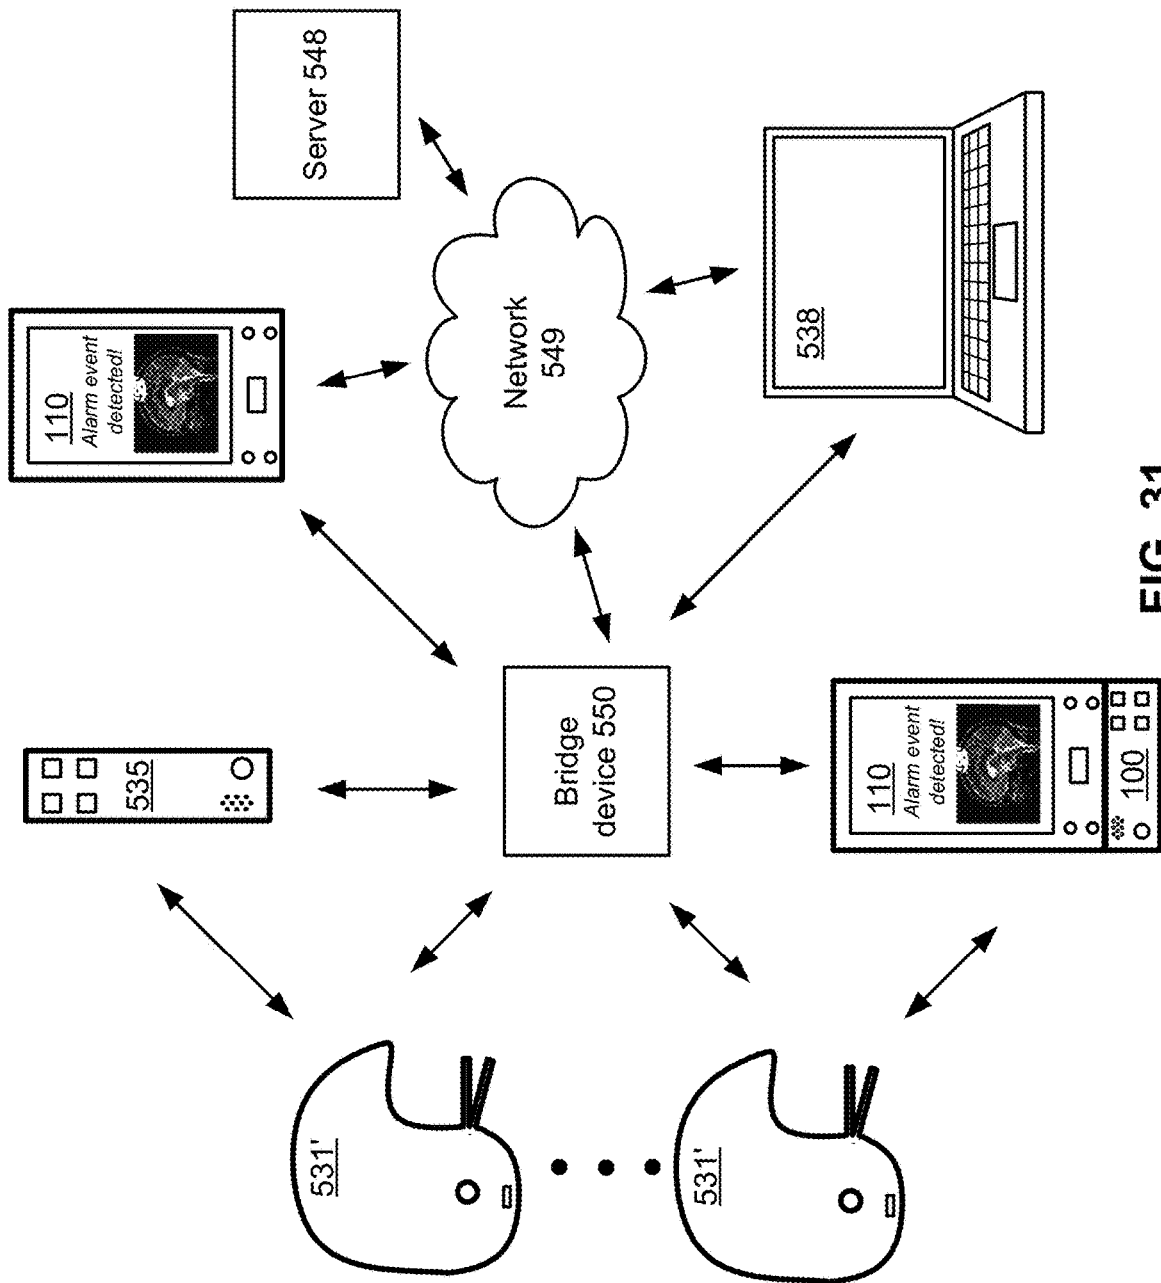 110
Alarm event
detected!
535
Server 548
531'
Network
549
Bridge
device 550
531'
538
110
Alarm event
detected!
100
FIG. 31